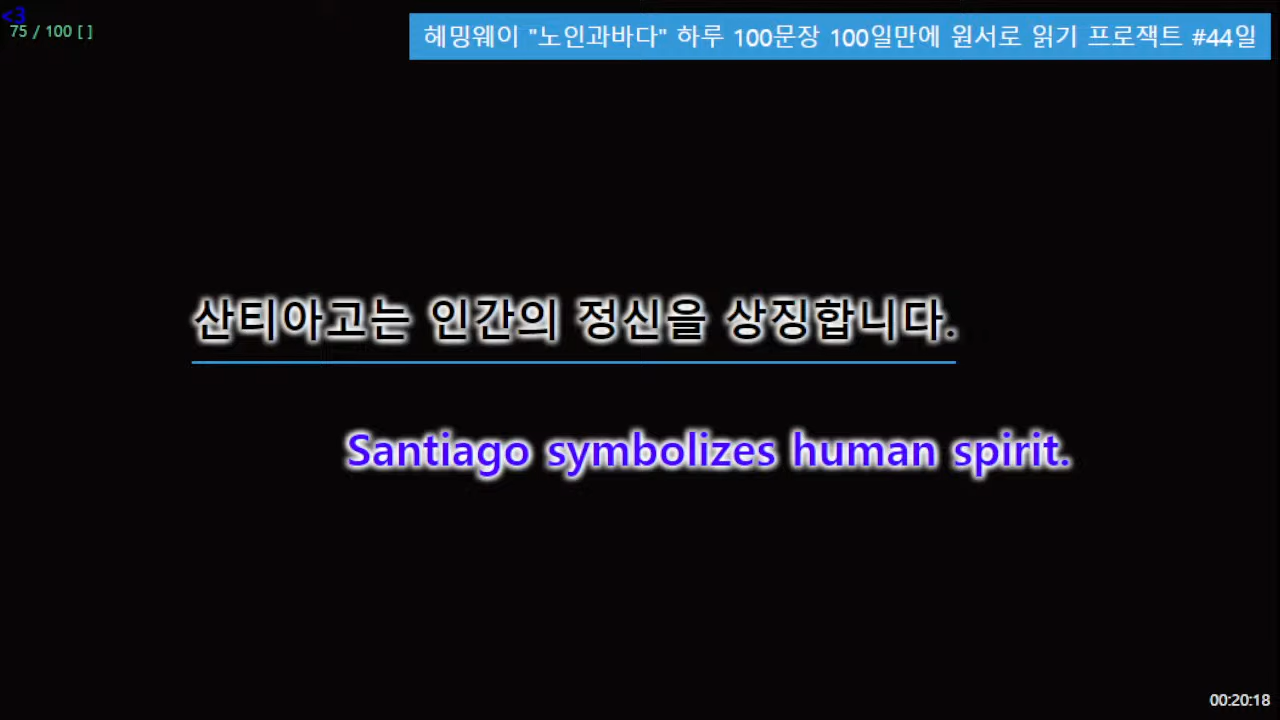 <3
75 / 100 [ ]
헤밍웨이 "노인과바다" 하루 100문장 100일만에 원서로 읽기 프로잭트 #44일
산티아고는 인간의 정신을 상징합니다.
Santiago symbolizes human spirit.
00:20:18